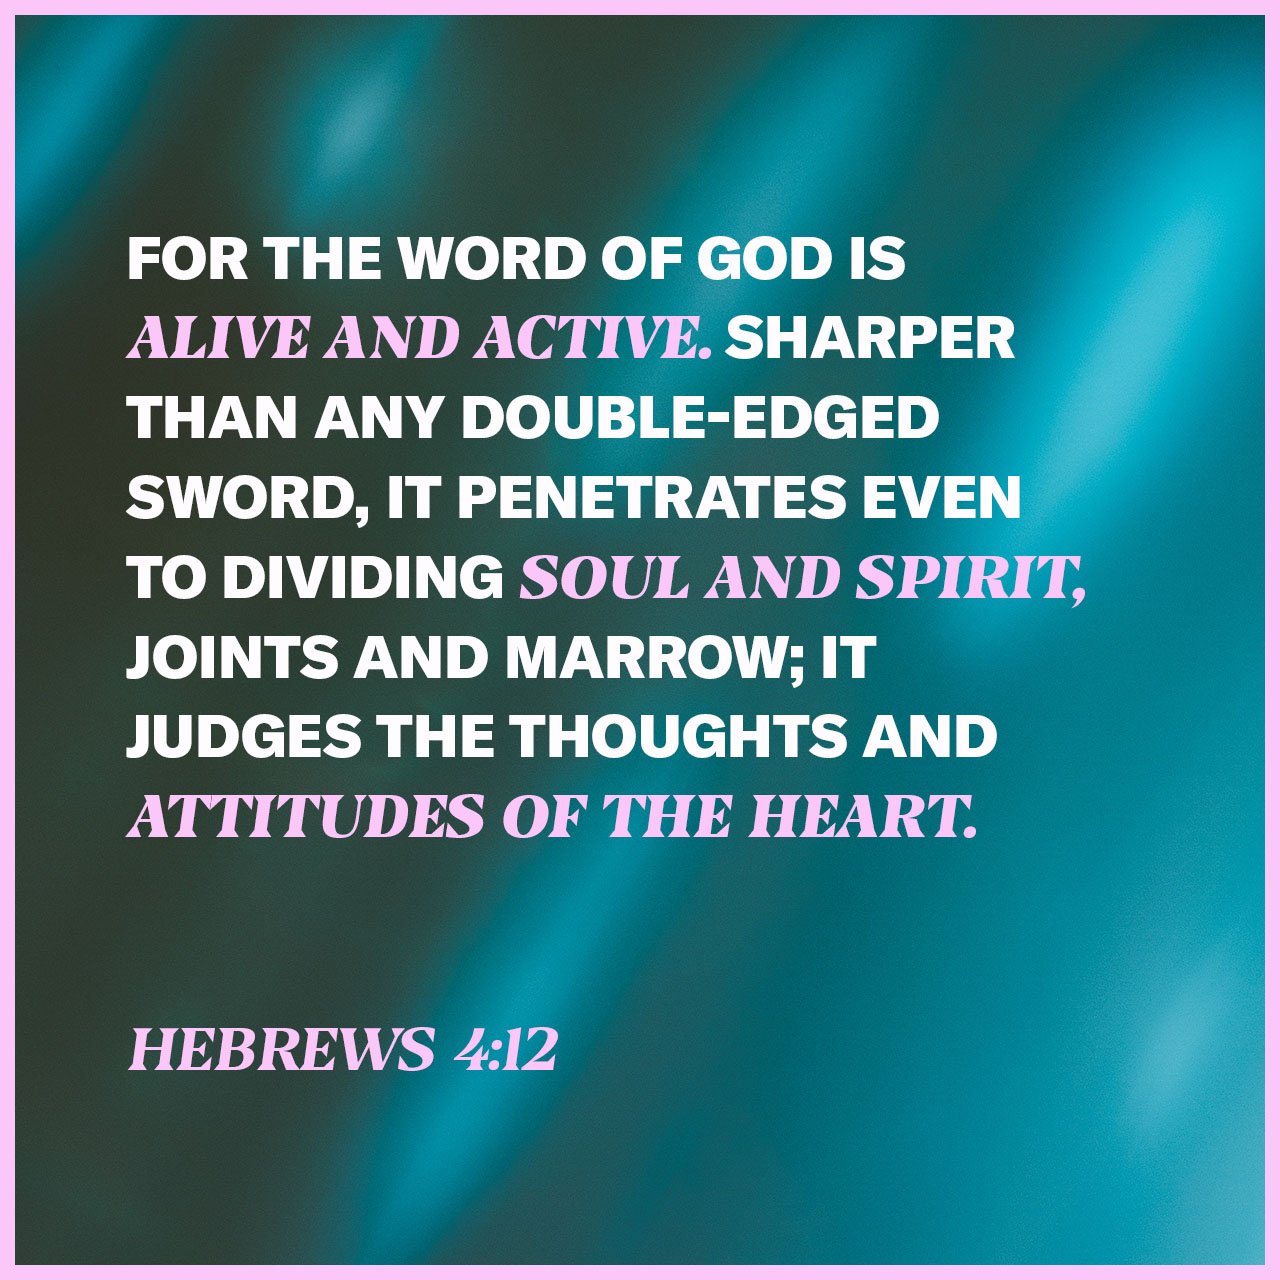 FOR THE WORD OF GOD IS
ALIVE AND ACTIVE. SHARPER
THAN ANY DOUBLE-EDGED
SWORD, IT PENETRATES EVEN
TO DIVIDING SOUL AND SPIRIT,
JOINTS AND MARROW; IT
JUDGES THE THOUGHTS AND
ATTITUDES OF THE HEART.
HEBREWS 4:12